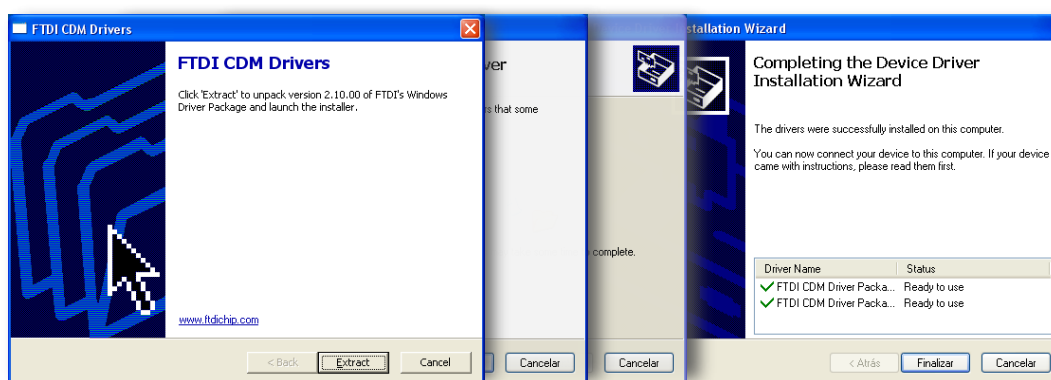 FTDI CDM Drivers
FTDI CDM Drivers
Click 'Extract' to unpack version 2.10.00 of FTDI's Windows
Driver Package and launch the installer.
www.ftdichip.com
< Back
Extract
Cancel
ver
s that some
Cancelar
complete.
Cancelar
stallation Wizard
Completing the Device Driver
Installation Wizard
The drivers were successfully installed on this computer.
You can now connect your device to this computer. If your device
came with instructions, please read them first.
Driver Name Status
FTDI CDM Driver Packa... Ready to use
FTDI CDM Driver Packa... Ready to use
< Atrás
Finalizar
Cancelar